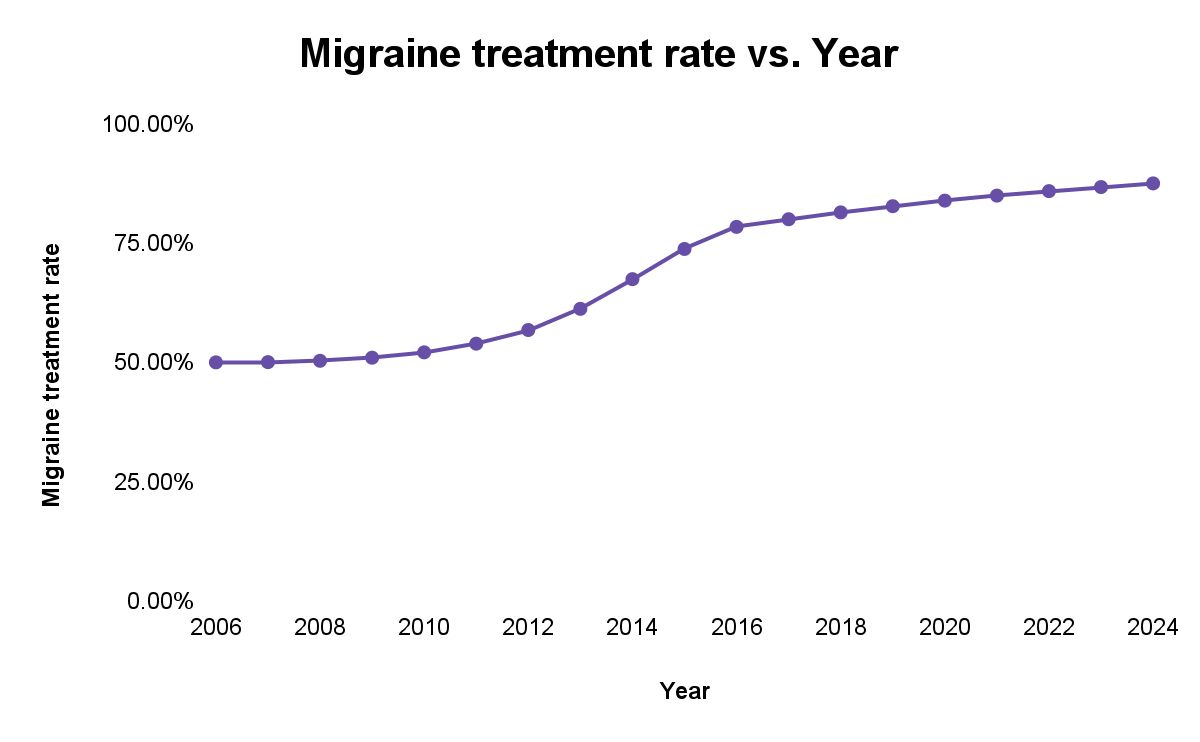 Migraine treatment rate vs. Year
100.00%
75.00%
50.00%
25.00%
0.00%
Migraine treatment rate
2006 2008 2010 2012 2014 2016 2018 2020 2022 2024
Year